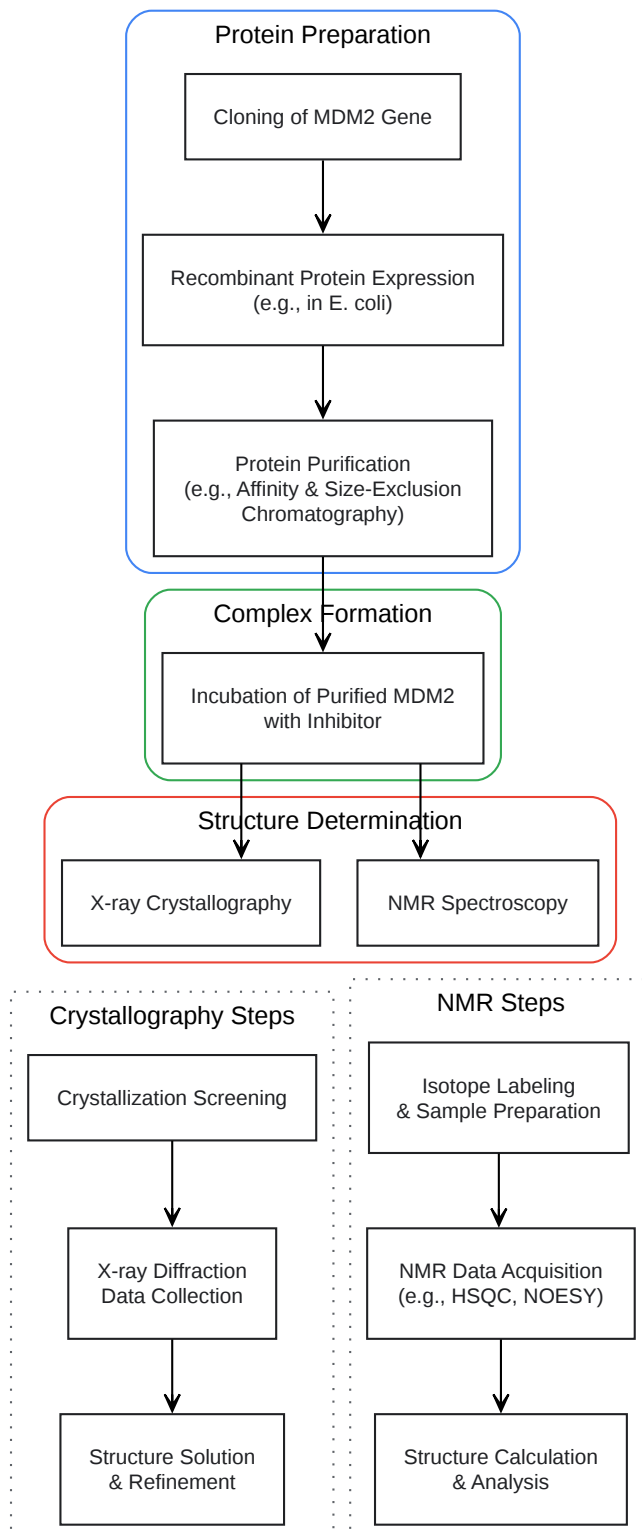 Protein Preparation
Cloning of MDM2 Gene
Recombinant Protein Expression
(e.g., in E. coli)
Protein Purification
(e.g., Affinity & Size-Exclusion
Chromatography)
Complex Formation
Incubation of Purified MDM2
with Inhibitor
Structure Determination
X-ray Crystallography
NMR Spectroscopy
Crystallography Steps
Crystallization Screening
X-ray Diffraction
Data Collection
Structure Solution
& Refinement
NMR Steps
Isotope Labeling
& Sample Preparation
NMR Data Acquisition
(e.g., HSQC, NOESY)
Structure Calculation
& Analysis